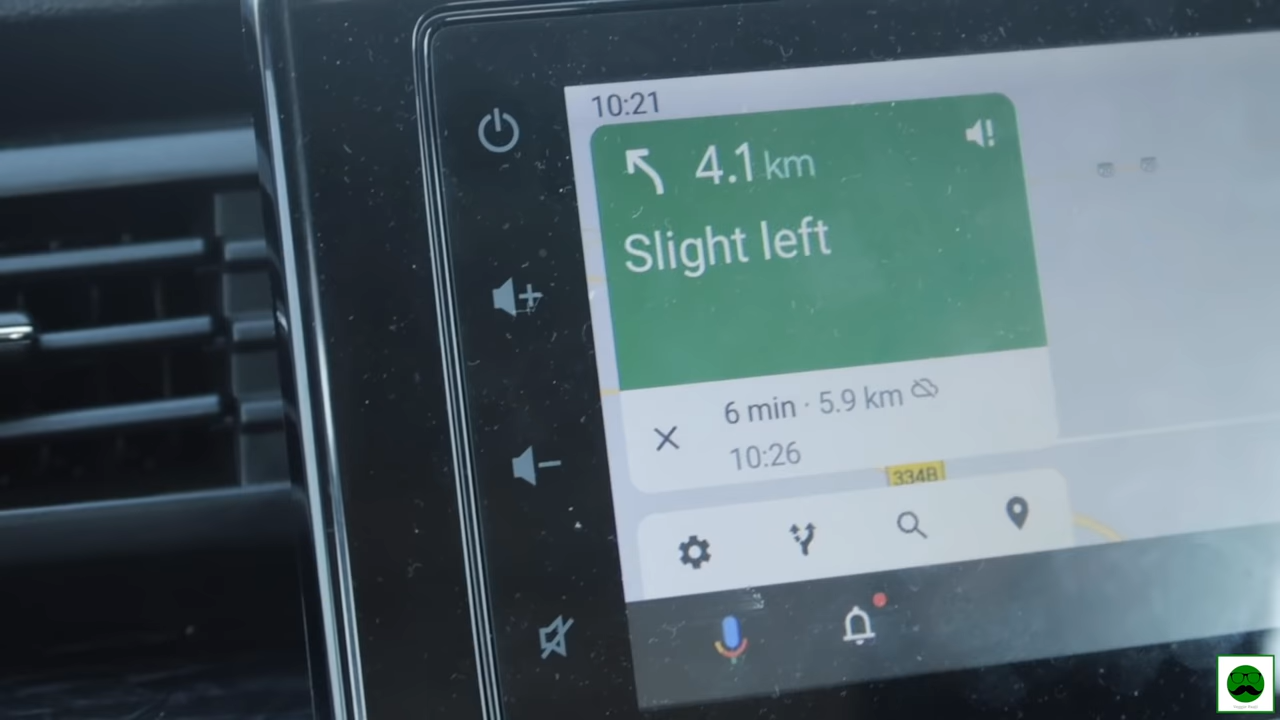 10:21
4.1 km
Slight left
6 min · 5.9 km
10:26
334B